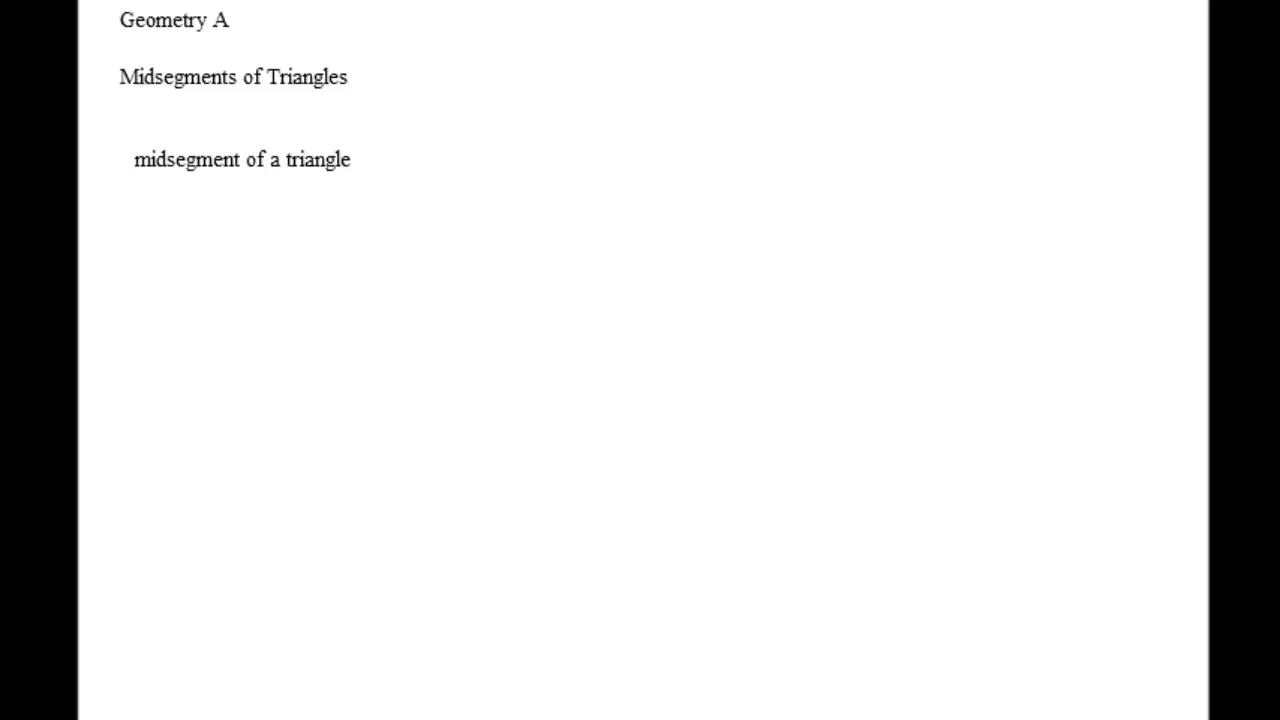 Geometry A
Midsegments of Triangles
midsegment of a triangle